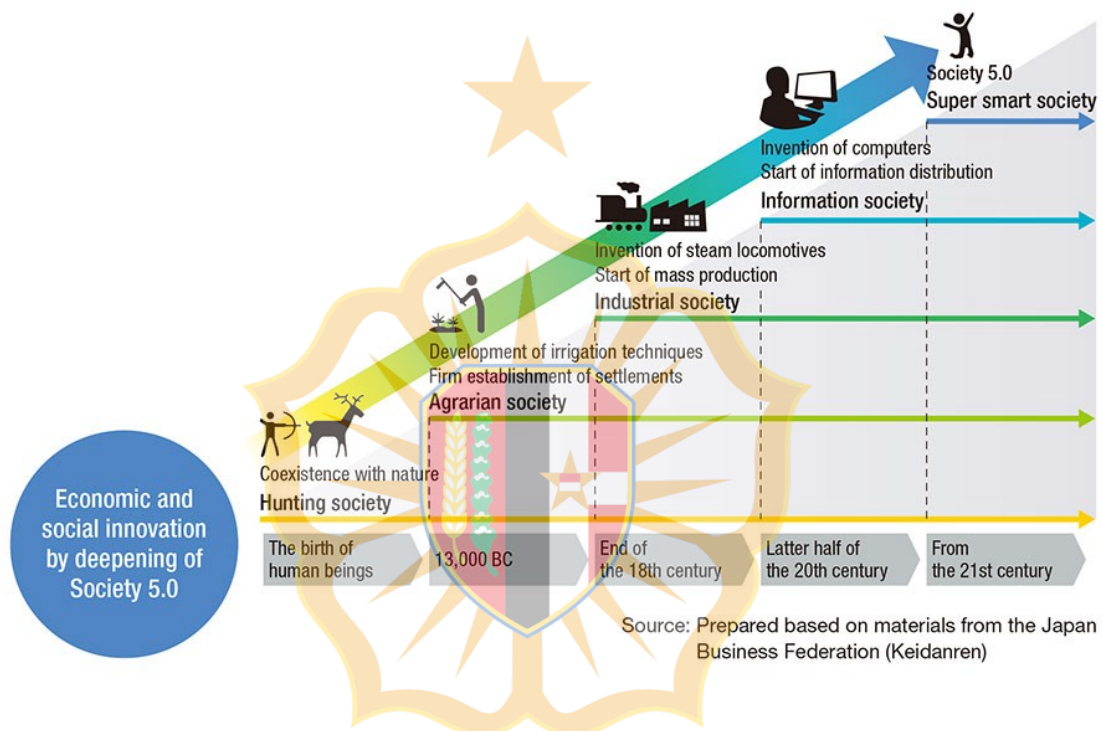 Society 5.0
Super smart society
Invention of computers
Start of information distribution
Information society
Invention of steam locomotives
Start of mass production
Industrial society
Development of irrigation techniques
Firm establishment of settlements
Agrarian society
Coexistence with nature
Hunting society
Economic and
social innovation
by deepening of
Society 5.0
The birth of
human beings
13,000 BC
End of
the 18th century
Latter half of
the 20th century
From
the 21st century
Source: Prepared based on materials from the Japan
Business Federation (Keidanren)